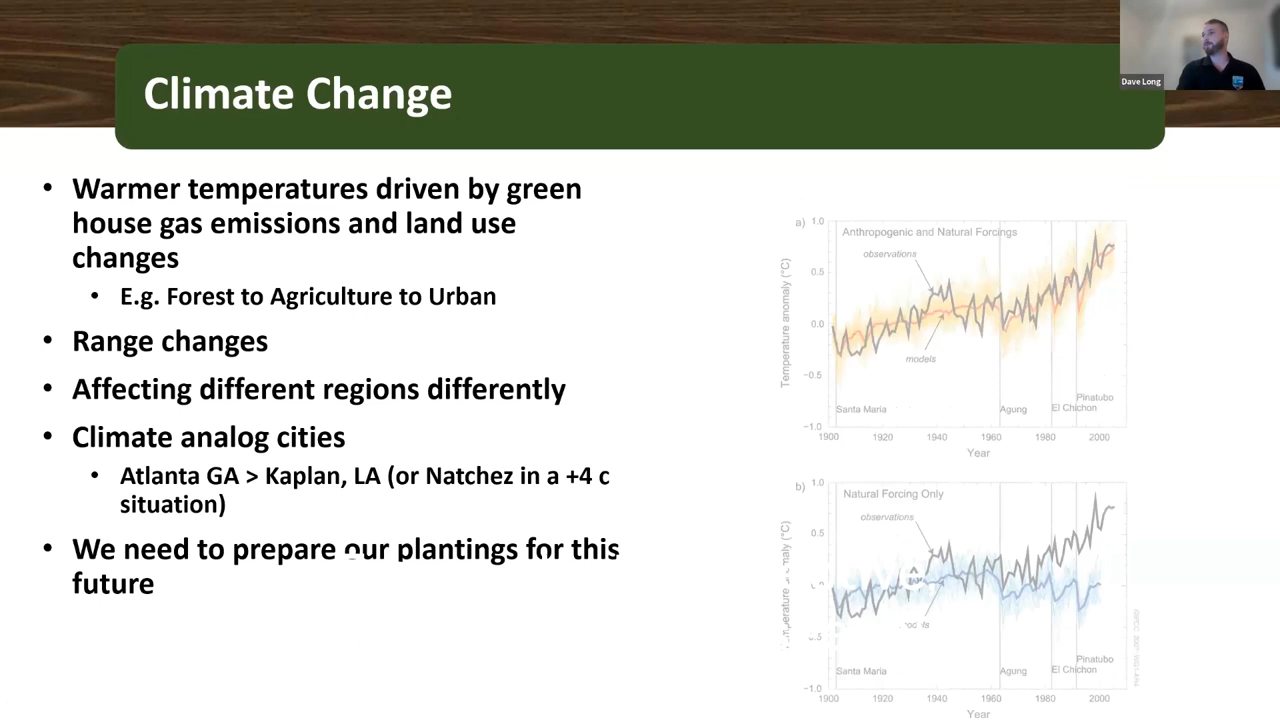 Dave Long
Climate Change
• Warmer temperatures driven by green
house gas emissions and land use
changes
• E.g. Forest to Agriculture to Urban
• Range changes
• Affecting different regions differently
• Climate analog cities
• Atlanta GA > Kaplan, LA (or Natchez in a +4 c
situation)
• We need to prepare our plantings for this
future
a)
Anthropogenic and Natural Forcings
observations
models
Temperature anomaly (°C)
1.0
0.5
0.0
−0.5
−1.0
Santa Maria
Agung
El Chichon
Pinatubo
1900 1920 1940 1960 1980 2000
Year
b)
Natural Forcing Only
observations
Temperature anomaly (°C)
1.0
0.5
−1.0
Santa Maria
Agung
El Chichon
Pinatubo
1900 1920 1940 1960 1980 2000
Year